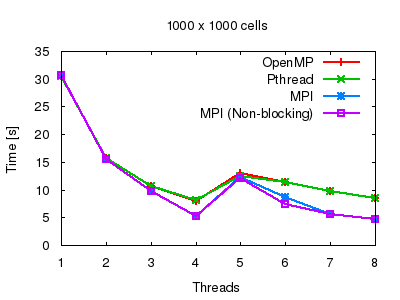 1000 x 1000 cells
OpenMP
Pthread
MPI
MPI (Non-blocking)
Time [s]
35
30
25
20
15
10
5
0
1 2 3 4 5 6 7 8
Threads